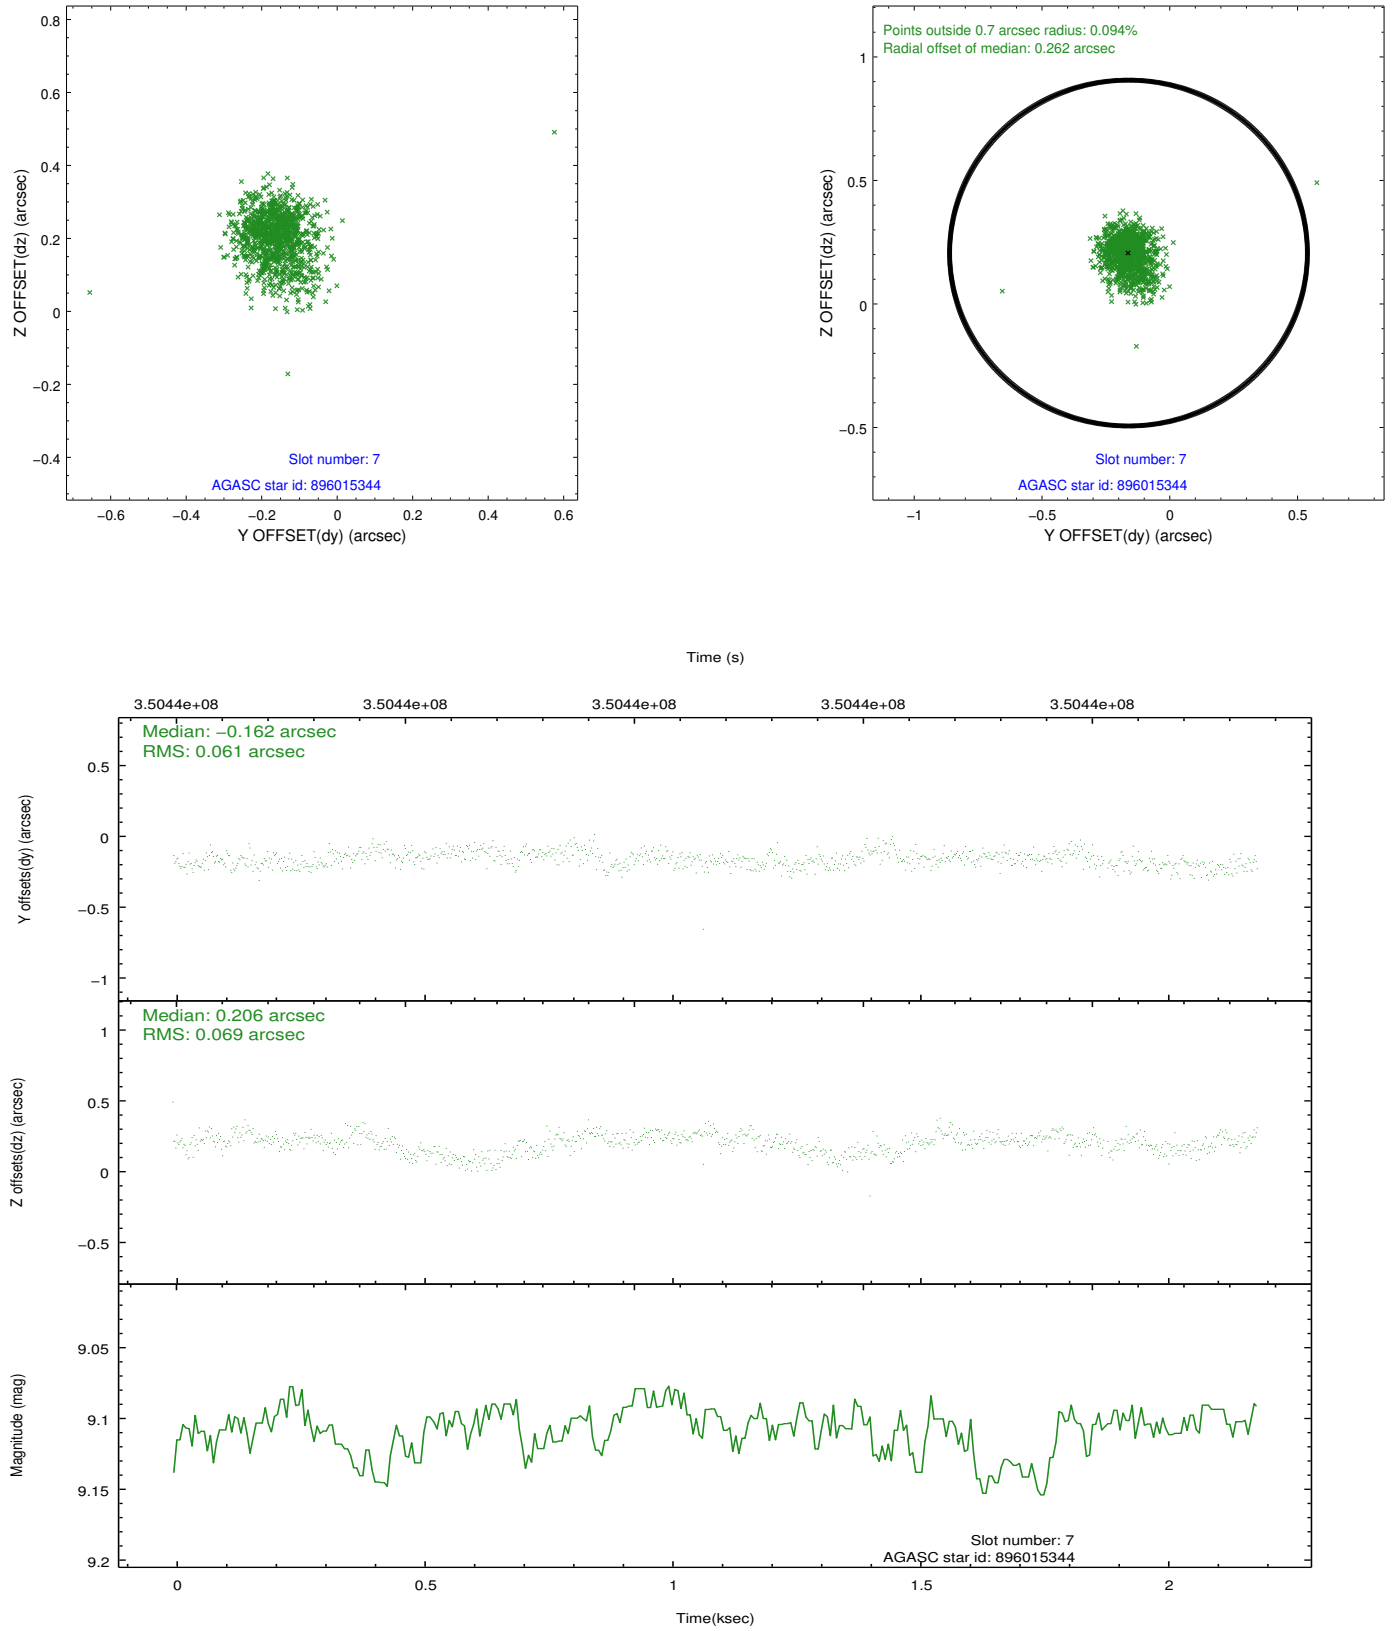 0.8
0.6
0.4
0.2
0
−0.2
−0.4
Z OFFSET(dz) (arcsec)
Slot number: 7
AGASC star id: 896015344
−0.6 −0.4 −0.2 0 0.2 0.4 0.6
Y OFFSET(dy) (arcsec)
Points outside 0.7 arcsec radius: 0.094%
Radial offset of median: 0.262 arcsec
1
0.5
0
−0.5
Z OFFSET(dz) (arcsec)
Slot number: 7
AGASC star id: 896015344
−1 −0.5 0 0.5
Y OFFSET(dy) (arcsec)
Time (s)
3.5044e+08 3.5044e+08 3.5044e+08 3.5044e+08 3.5044e+08
Median: −0.162 arcsec
RMS: 0.061 arcsec
0.5
0
−0.5
−1
Y offsets(dy) (arcsec)
Median: 0.206 arcsec
RMS: 0.069 arcsec
1
0.5
0
−0.5
Z offsets(dz) (arcsec)
9.05
9.1
9.15
9.2
Magnitude (mag)
Slot number: 7
AGASC star id: 896015344
0 0.5 1 1.5 2
Time(ksec)